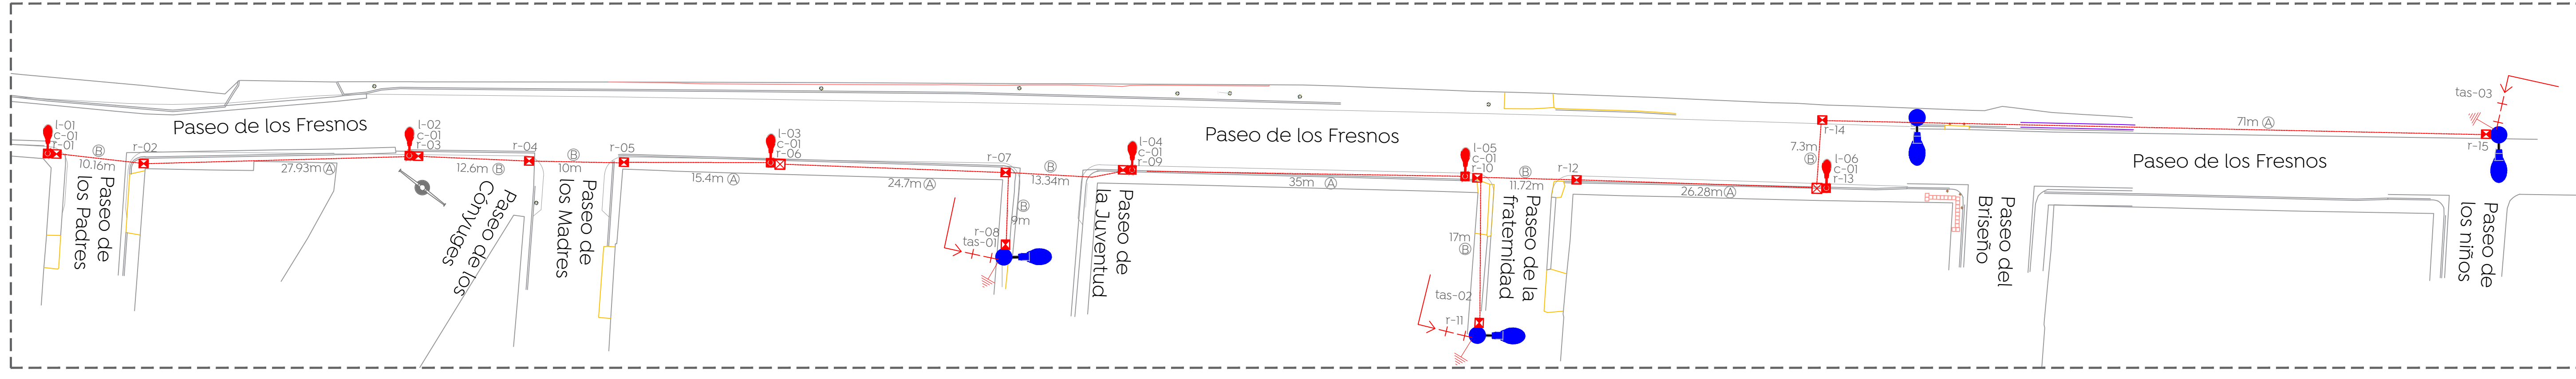 l-01
c-01
r-01
Ⓑ
10.16m
r-02
Paseo de
los Padres
Paseo de los Fresnos
27.93mⒶ
l-02
c-01
r-03
12.6m Ⓑ
Paseo de los
Cónyuges
r-04
Ⓑ
10m
Paseo de
los Madres
r-05
15.4m Ⓐ
l-03
c-01
r-06
24.7mⒶ
r-07
Ⓑ
9m
r-08
tas-01
Ⓑ
13.34m
l-04
c-01
r-09
Paseo de
la Juventud
Paseo de los Fresnos
35m Ⓐ
l-05
c-01
r-10
17m
Ⓑ
tas-02
r-11
Ⓑ
11.72m
Paseo de la
fraternidad
r-12
26.28mⒶ
r-14
7.3m
Ⓑ
l-06
c-01
r-13
Paseo del
Briseño
71m Ⓐ
Paseo de los Fresnos
tas-03
r-15
Paseo de
los niños